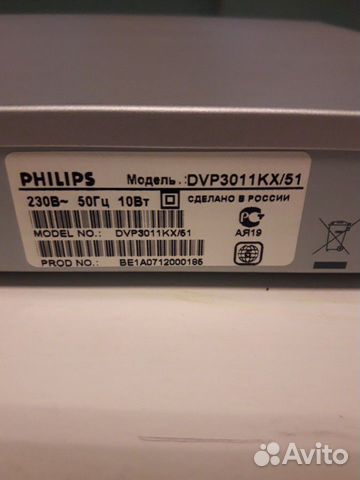 PHILIPS Модель.:DVP3011KX/51
230В~ 50Гц 10Вт СДЕЛАНО В РОССИИ
MODEL NO.: DVP3011KX/51
АЯ19
PROD NO.: BE1A0712000185
Avito